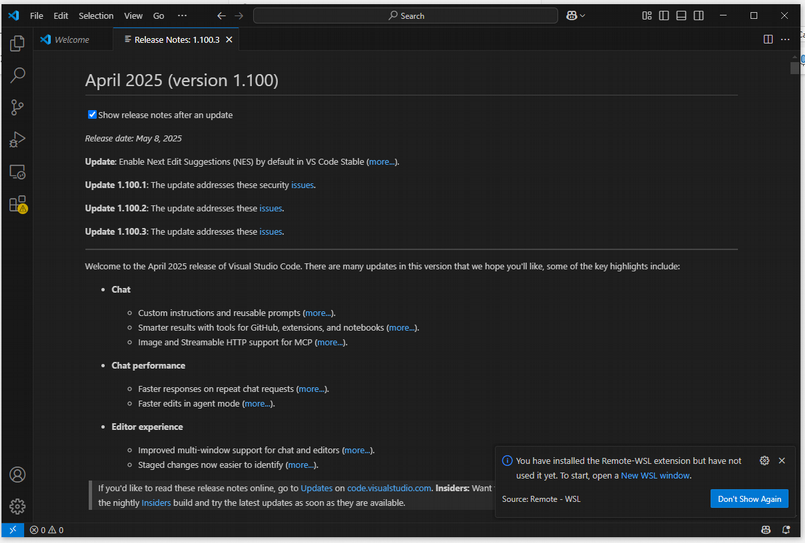 File Edit Selection View Go ··· Search
Welcome Release Notes: 1.100.3
April 2025 (version 1.100)
Show release notes after an update
Release date: May 8, 2025
Update: Enable Next Edit Suggestions (NES) by default in VS Code Stable (more...).
Update 1.100.1: The update addresses these security issues.
Update 1.100.2: The update addresses these issues.
Update 1.100.3: The update addresses these issues.
Welcome to the April 2025 release of Visual Studio Code. There are many updates in this version that we hope you'll like, some of the key highlights include:
• Chat
Custom instructions and reusable prompts (more...).
Smarter results with tools for GitHub, extensions, and notebooks (more...).
Image and Streamable HTTP support for MCP (more...).
• Chat performance
Faster responses on repeat chat requests (more...).
Faster edits in agent mode (more...).
• Editor experience
Improved multi-window support for chat and editors (more...).
Staged changes now easier to identify (more...).
If you'd like to read these release notes online, go to Updates on code.visualstudio.com. Insiders: Want
the nightly Insiders build and try the latest updates as soon as they are available.
You have installed the Remote-WSL extension but have
not used it yet. To start, open a New WSL window.
Source: Remote - WSL
Don't Show Again
0 0